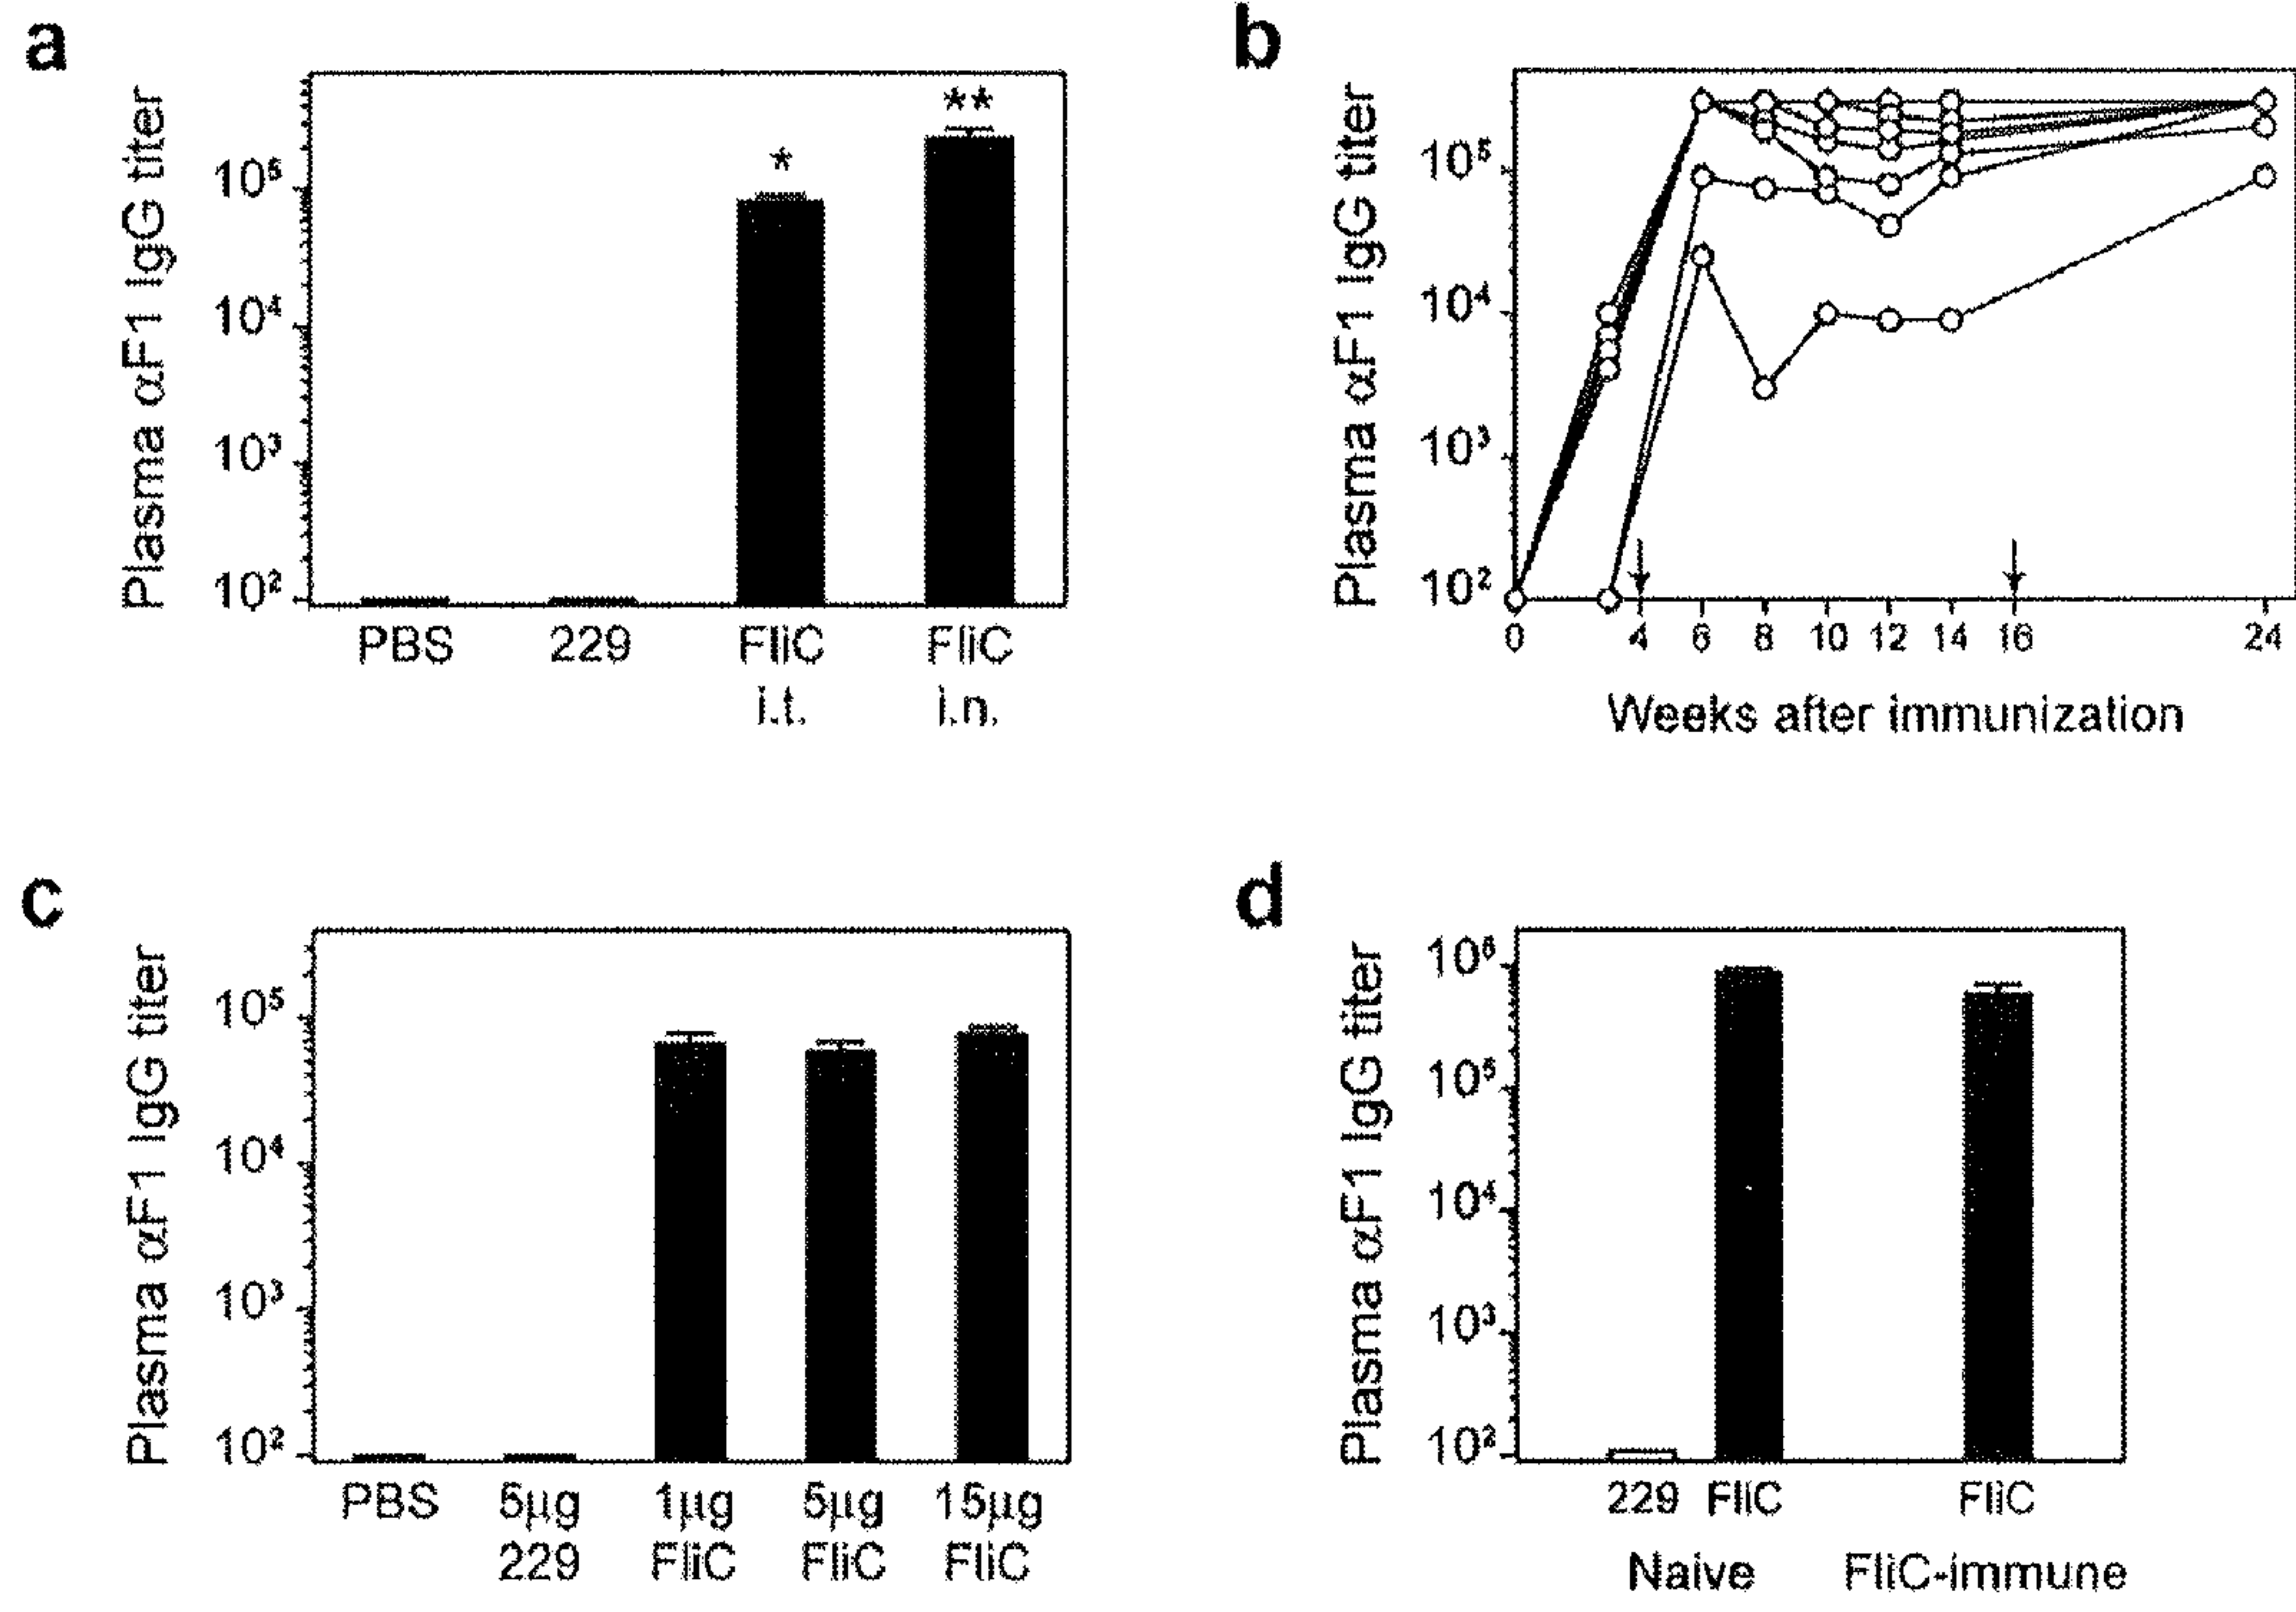 a
Plasma αF1 IgG titer
10⁵
10⁴
10³
10²
*
**
PBS 229 FliC FliC
i.t. i.n.
b
Plasma αF1 IgG titer
10⁵
10⁴
10³
10²
0 4 6 8 10 12 14 16 24
Weeks after immunization
c
Plasma αF1 IgG titer
10⁵
10⁴
10³
10²
PBS 5µg 1µg 5µg 15µg
229 FliC FliC FliC
d
Plasma αF1 IgG titer
10⁶
10⁵
10⁴
10³
10²
229 FliC FliC
Naive FliC-immune